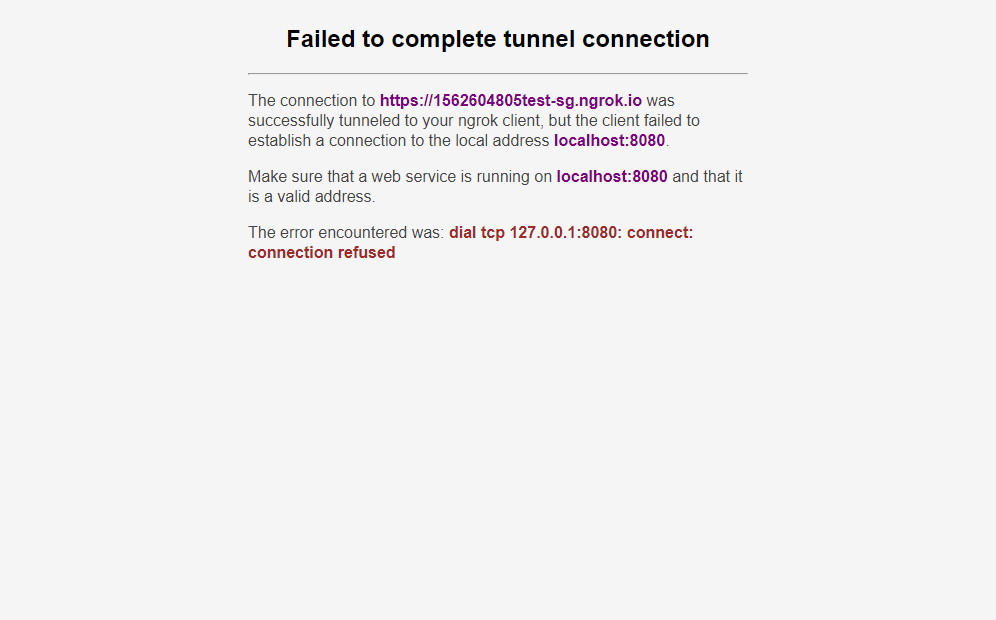 Failed to complete tunnel connection
The connection to https://1562604805test-sg.ngrok.io was
successfully tunneled to your ngrok client, but the client failed to
establish a connection to the local address localhost:8080.
Make sure that a web service is running on localhost:8080 and that it
is a valid address.
The error encountered was: dial tcp 127.0.0.1:8080: connect:
connection refused